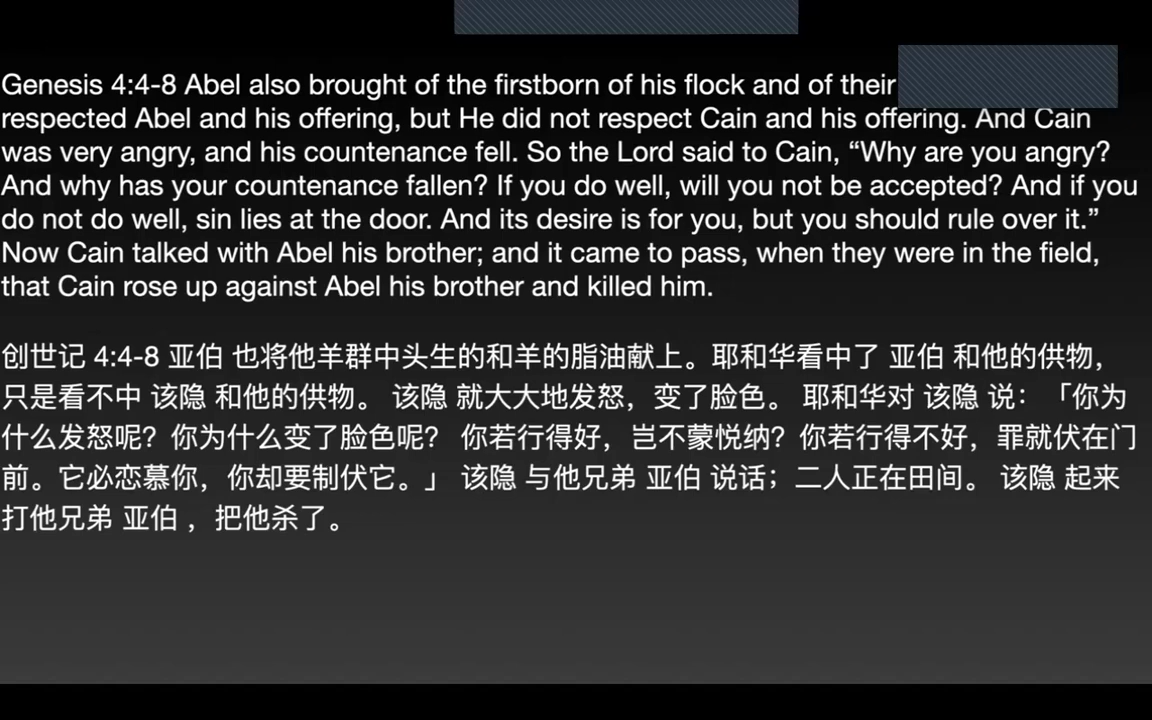 Genesis 4:4-8 Abel also brought of the firstborn of his flock and of their
respected Abel and his offering, but He did not respect Cain and his offering. And Cain
was very angry, and his countenance fell. So the Lord said to Cain, “Why are you angry?
And why has your countenance fallen? If you do well, will you not be accepted? And if you
do not do well, sin lies at the door. And its desire is for you, but you should rule over it.”
Now Cain talked with Abel his brother; and it came to pass, when they were in the field,
that Cain rose up against Abel his brother and killed him.
创世记 4:4-8 亚伯 也将他羊群中头生的和羊的脂油献上。耶和华看中了 亚伯 和他的供物，
只是看不中 该隐 和他的供物。 该隐 就大大地发怒，变了脸色。 耶和华对 该隐 说：「你为
什么发怒呢？你为什么变了脸色呢？ 你若行得好，岂不蒙悦纳？你若行得不好，罪就伏在门
前。它必恋慕你，你却要制伏它。」 该隐 与他兄弟 亚伯 说话；二人正在田间。 该隐 起来
打他兄弟 亚伯 ，把他杀了。